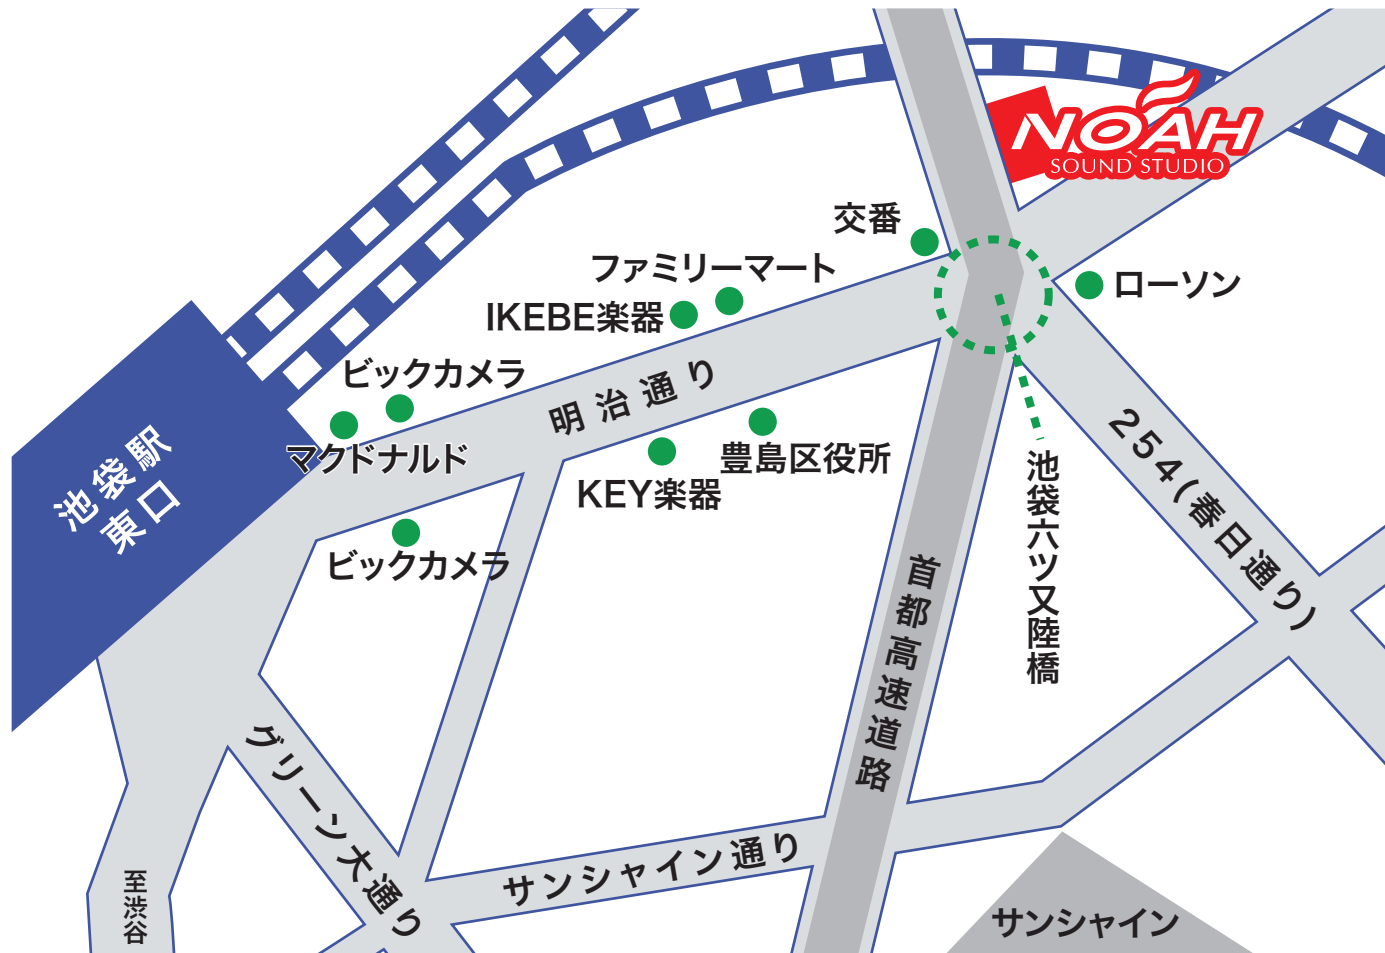 NOAH
SOUND STUDIO
交番
ファミリーマート
ローソン
IKEBE楽器
ビックカメラ
明治通り
マクドナルド
池袋駅
東口
豊島区役所
KEY楽器
254(春日通り)
池袋六ツ又陸橋
ビックカメラ
首都高速道路
グリーン大通り
サンシャイン通り
至渋谷
サンシャイン